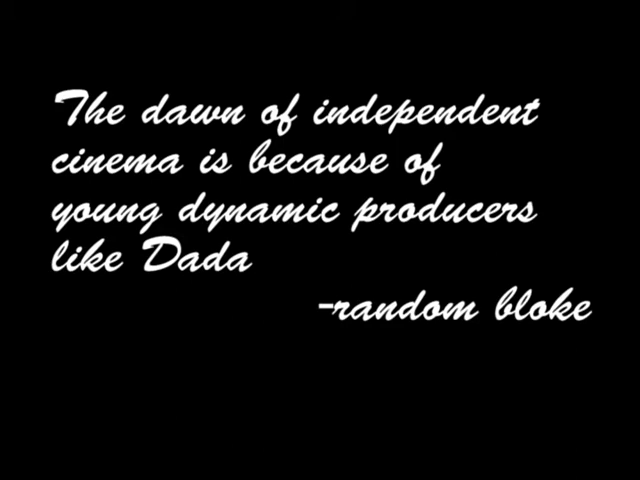 The dawn of independent
cinema is because of
young dynamic producers
like Dada
-random bloke